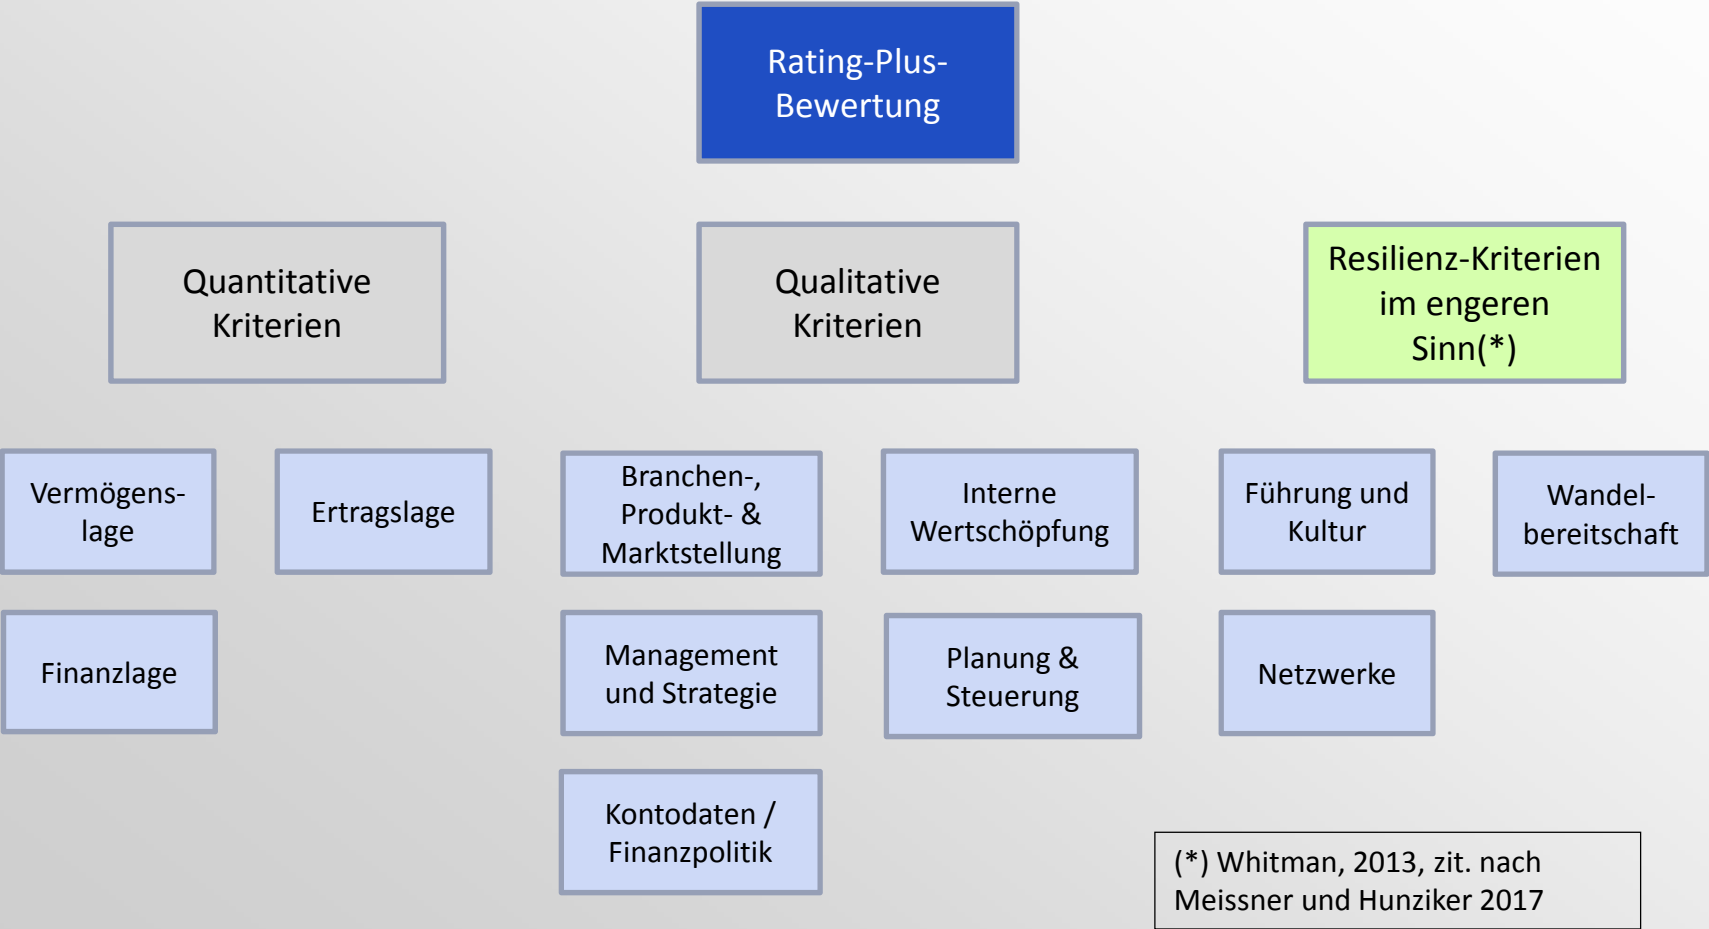 Rating-Plus-
Bewertung
Quantitative
Kriterien
Qualitative
Kriterien
Resilienz-Kriterien
im engeren
Sinn(*)
Vermögens-
lage
Ertragslage
Branchen-,
Produkt- &
Marktstellung
Interne
Wertschöpfung
Führung und
Kultur
Wandel-
bereitschaft
Finanzlage
Management
und Strategie
Planung &
Steuerung
Netzwerke
Kontodaten /
Finanzpolitik
(*) Whitman, 2013, zit. nach
Meissner und Hunziker 2017